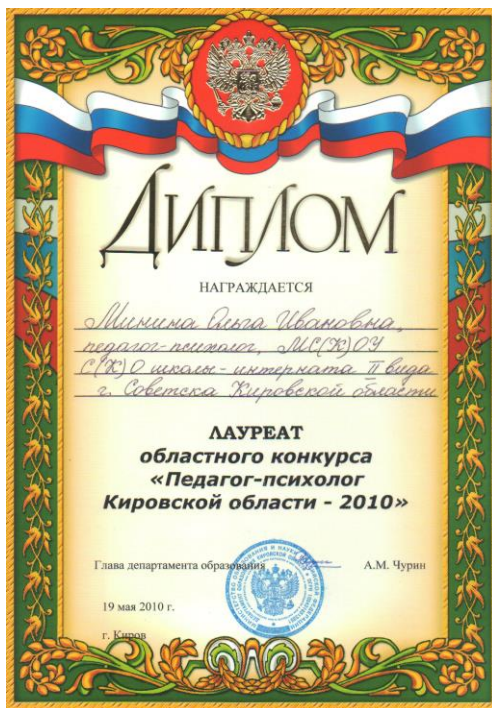 ДИПЛОМ
НАГРАЖДАЕТСЯ
Минина Ольга Ивановна,
педагог-психолог, МС(К)ОУ
С(К)О школы-интерната II вида
г. Советска Кировской области
ЛАУРЕАТ
областного конкурса
«Педагог-психолог
Кировской области - 2010»
Глава департамента образования А.М. Чурин
19 мая 2010 г.
г. Киров